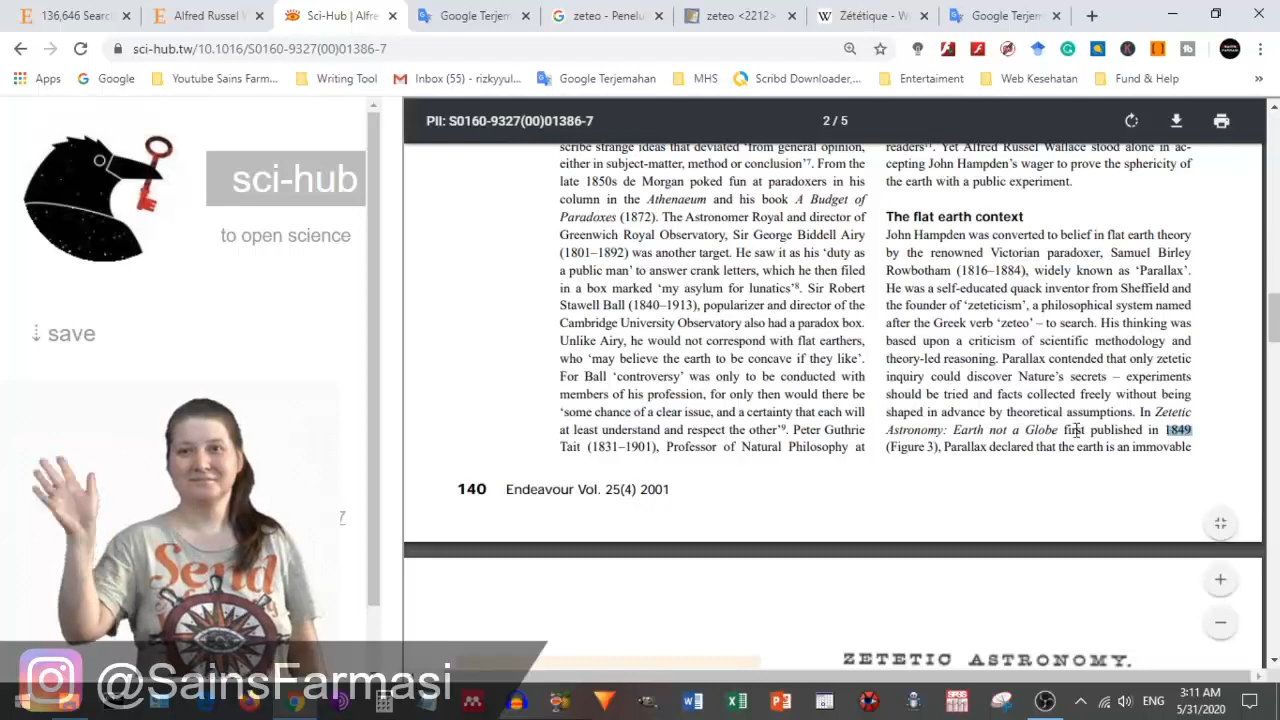 136,646 Search
Alfred Russel W
Sci-Hub | Alfre
Google Terjem
zeteo - Penelu
zeteo <2212>
Zététique - W
Google Terjem
sci-hub.tw/10.1016/S0160-9327(00)01386-7
Apps
Google
Youtube Sains Farm...
Writing Tool
Inbox (55) - rizkyyul...
Google Terjemahan
MHS
Scribd Downloader,...
Entertaiment
Web Kesehatan
Fund & Help
»
sci-hub
to open science
⇣ save
7
PII: S0160-9327(00)01386-7
2 / 5
scribe strange ideas that deviated ‘from general opinion,
either in subject-matter, method or conclusion’7. From the
late 1850s de Morgan poked fun at paradoxers in his
column in the Athenaeum and his book A Budget of
Paradoxes (1872). The Astronomer Royal and director of
Greenwich Royal Observatory, Sir George Biddell Airy
(1801–1892) was another target. He saw it as his ‘duty as
a public man’ to answer crank letters, which he then filed
in a box marked ‘my asylum for lunatics’8. Sir Robert
Stawell Ball (1840–1913), popularizer and director of the
Cambridge University Observatory also had a paradox box.
Unlike Airy, he would not correspond with flat earthers,
who ‘may believe the earth to be concave if they like’.
For Ball ‘controversy’ was only to be conducted with
members of his profession, for only then would there be
‘some chance of a clear issue, and a certainty that each will
at least understand and respect the other’9. Peter Guthrie
Tait (1831–1901), Professor of Natural Philosophy at
readers11. Yet Alfred Russel Wallace stood alone in ac-
cepting John Hampden’s wager to prove the sphericity of
the earth with a public experiment.
The flat earth context
John Hampden was converted to belief in flat earth theory
by the renowned Victorian paradoxer, Samuel Birley
Rowbotham (1816–1884), widely known as ‘Parallax’.
He was a self-educated quack inventor from Sheffield and
the founder of ‘zeteticism’, a philosophical system named
after the Greek verb ‘zeteo’ – to search. His thinking was
based upon a criticism of scientific methodology and
theory-led reasoning. Parallax contended that only zetetic
inquiry could discover Nature’s secrets – experiments
should be tried and facts collected freely without being
shaped in advance by theoretical assumptions. In Zetetic
Astronomy: Earth not a Globe first published in 1849
(Figure 3), Parallax declared that the earth is an immovable
140 Endeavour Vol. 25(4) 2001
ZETETIC ASTRONOMY.
Send
@SainsFarmasi
ENG
3:11 AM
5/31/2020